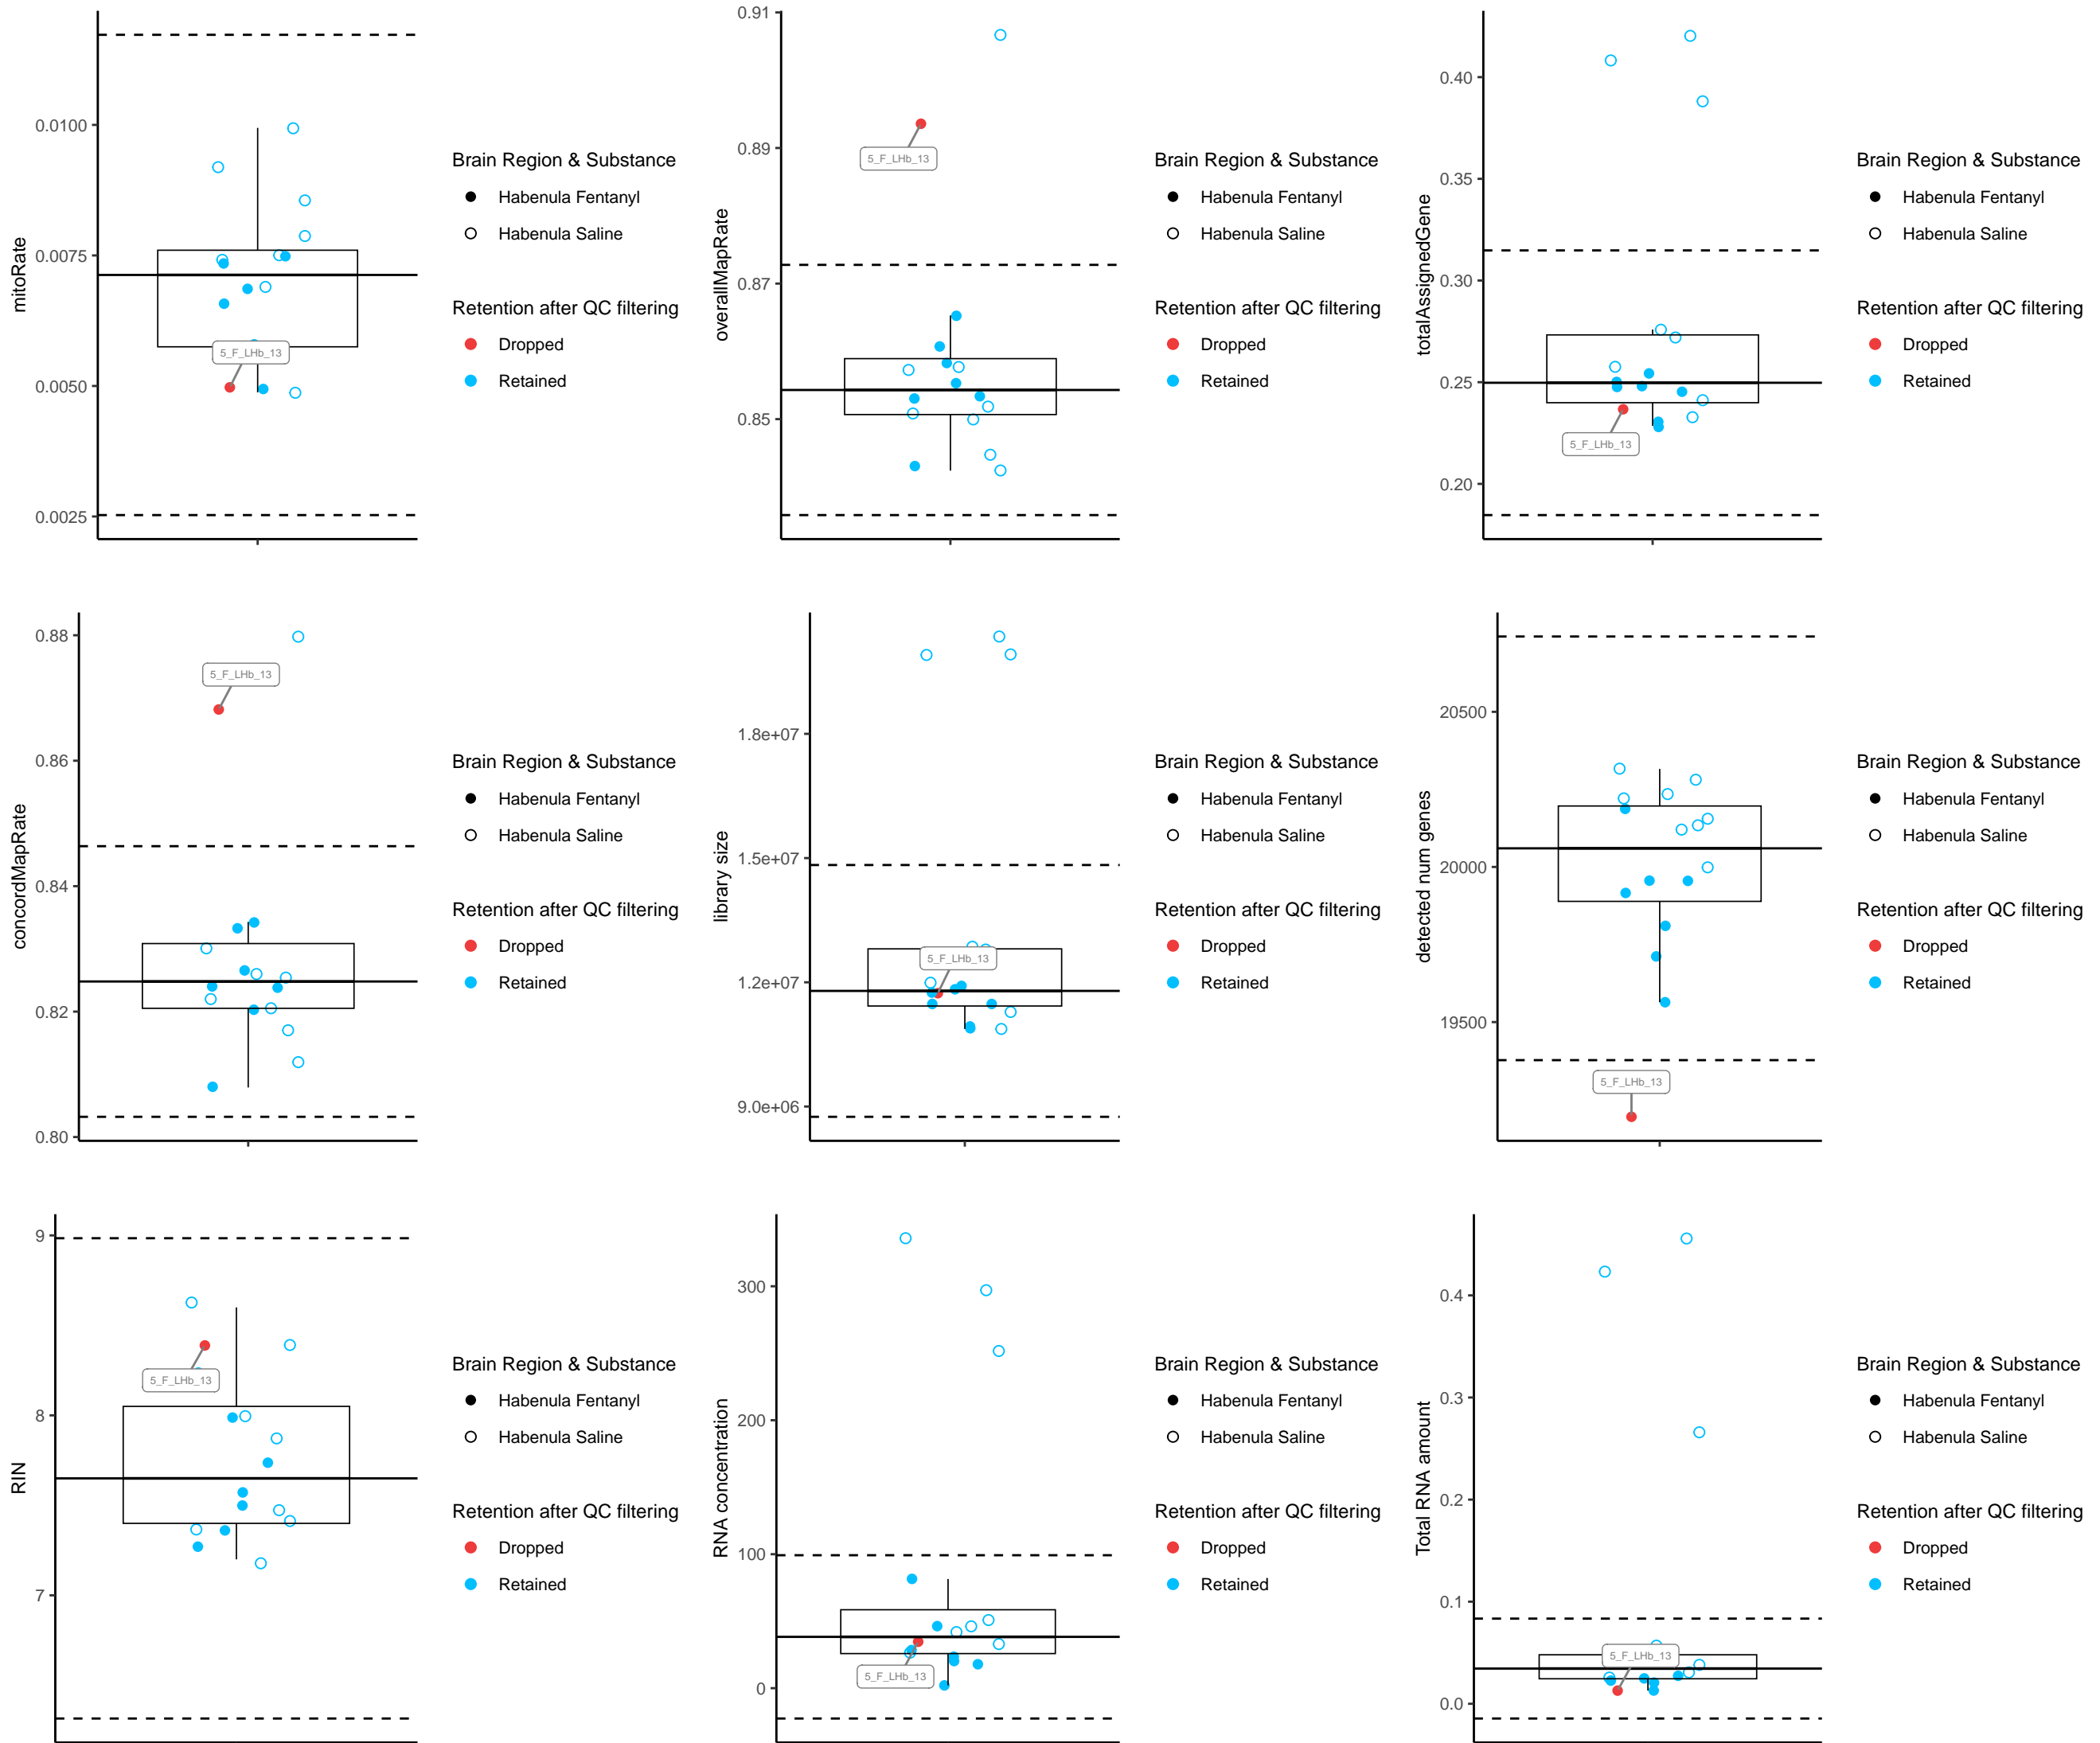 mitoRate
0.0100
0.0075
0.0050
0.0025
5_F_LHb_13
Brain Region & Substance
Habenula Fentanyl
Habenula Saline
Retention after QC filtering
Dropped
Retained
overallMapRate
0.91
0.89
0.87
0.85
5_F_LHb_13
Brain Region & Substance
Habenula Fentanyl
Habenula Saline
Retention after QC filtering
Dropped
Retained
totalAssignedGene
0.40
0.35
0.30
0.25
0.20
5_F_LHb_13
Brain Region & Substance
Habenula Fentanyl
Habenula Saline
Retention after QC filtering
Dropped
Retained
concordMapRate
0.88
0.86
0.84
0.82
0.80
5_F_LHb_13
Brain Region & Substance
Habenula Fentanyl
Habenula Saline
Retention after QC filtering
Dropped
Retained
library size
1.8e+07
1.5e+07
1.2e+07
9.0e+06
5_F_LHb_13
Brain Region & Substance
Habenula Fentanyl
Habenula Saline
Retention after QC filtering
Dropped
Retained
detected num genes
20500
20000
19500
5_F_LHb_13
Brain Region & Substance
Habenula Fentanyl
Habenula Saline
Retention after QC filtering
Dropped
Retained
RIN
9
8
7
5_F_LHb_13
Brain Region & Substance
Habenula Fentanyl
Habenula Saline
Retention after QC filtering
Dropped
Retained
RNA concentration
300
200
100
0
5_F_LHb_13
Brain Region & Substance
Habenula Fentanyl
Habenula Saline
Retention after QC filtering
Dropped
Retained
Total RNA amount
0.4
0.3
0.2
0.1
0.0
5_F_LHb_13
Brain Region & Substance
Habenula Fentanyl
Habenula Saline
Retention after QC filtering
Dropped
Retained